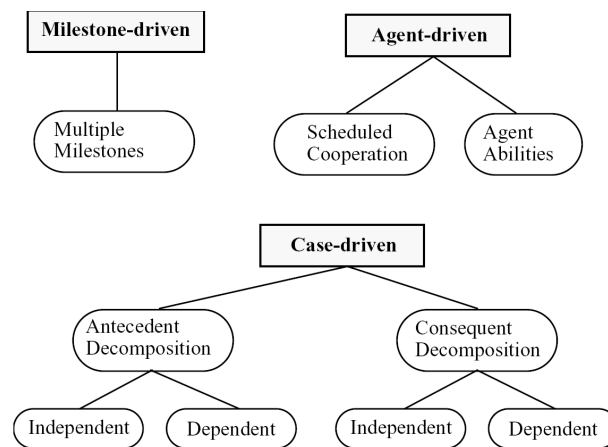 Milestone-driven
Agent-driven
Multiple
Milestones
Scheduled
Cooperation
Agent
Abilities
Case-driven
Antecedent
Decomposition
Consequent
Decomposition
Independent
Dependent
Independent
Dependent